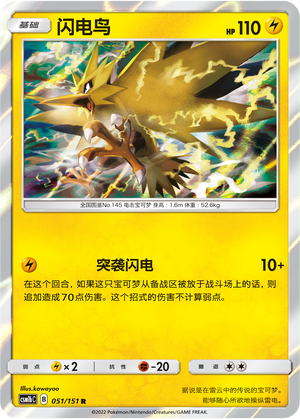 基础 闪电鸟 HP 110
全国图鉴No.145 电击宝可梦 身高：1.6m 体重：52.6kg
突袭闪电 10+
在这个回合，如果这只宝可梦从备战区被放于战斗场上的话，则
追加造成70点伤害。这个招式的伤害不计算弱点。
弱点 ×2 抗性 -20 撤退
Illus.kawayoo
csm1b C B 051/151 R
据说是在雷云中的传说的宝可梦。
能够随心所欲地操纵雷电。
©2022 Pokémon/Nintendo/Creatures/GAME FREAK.